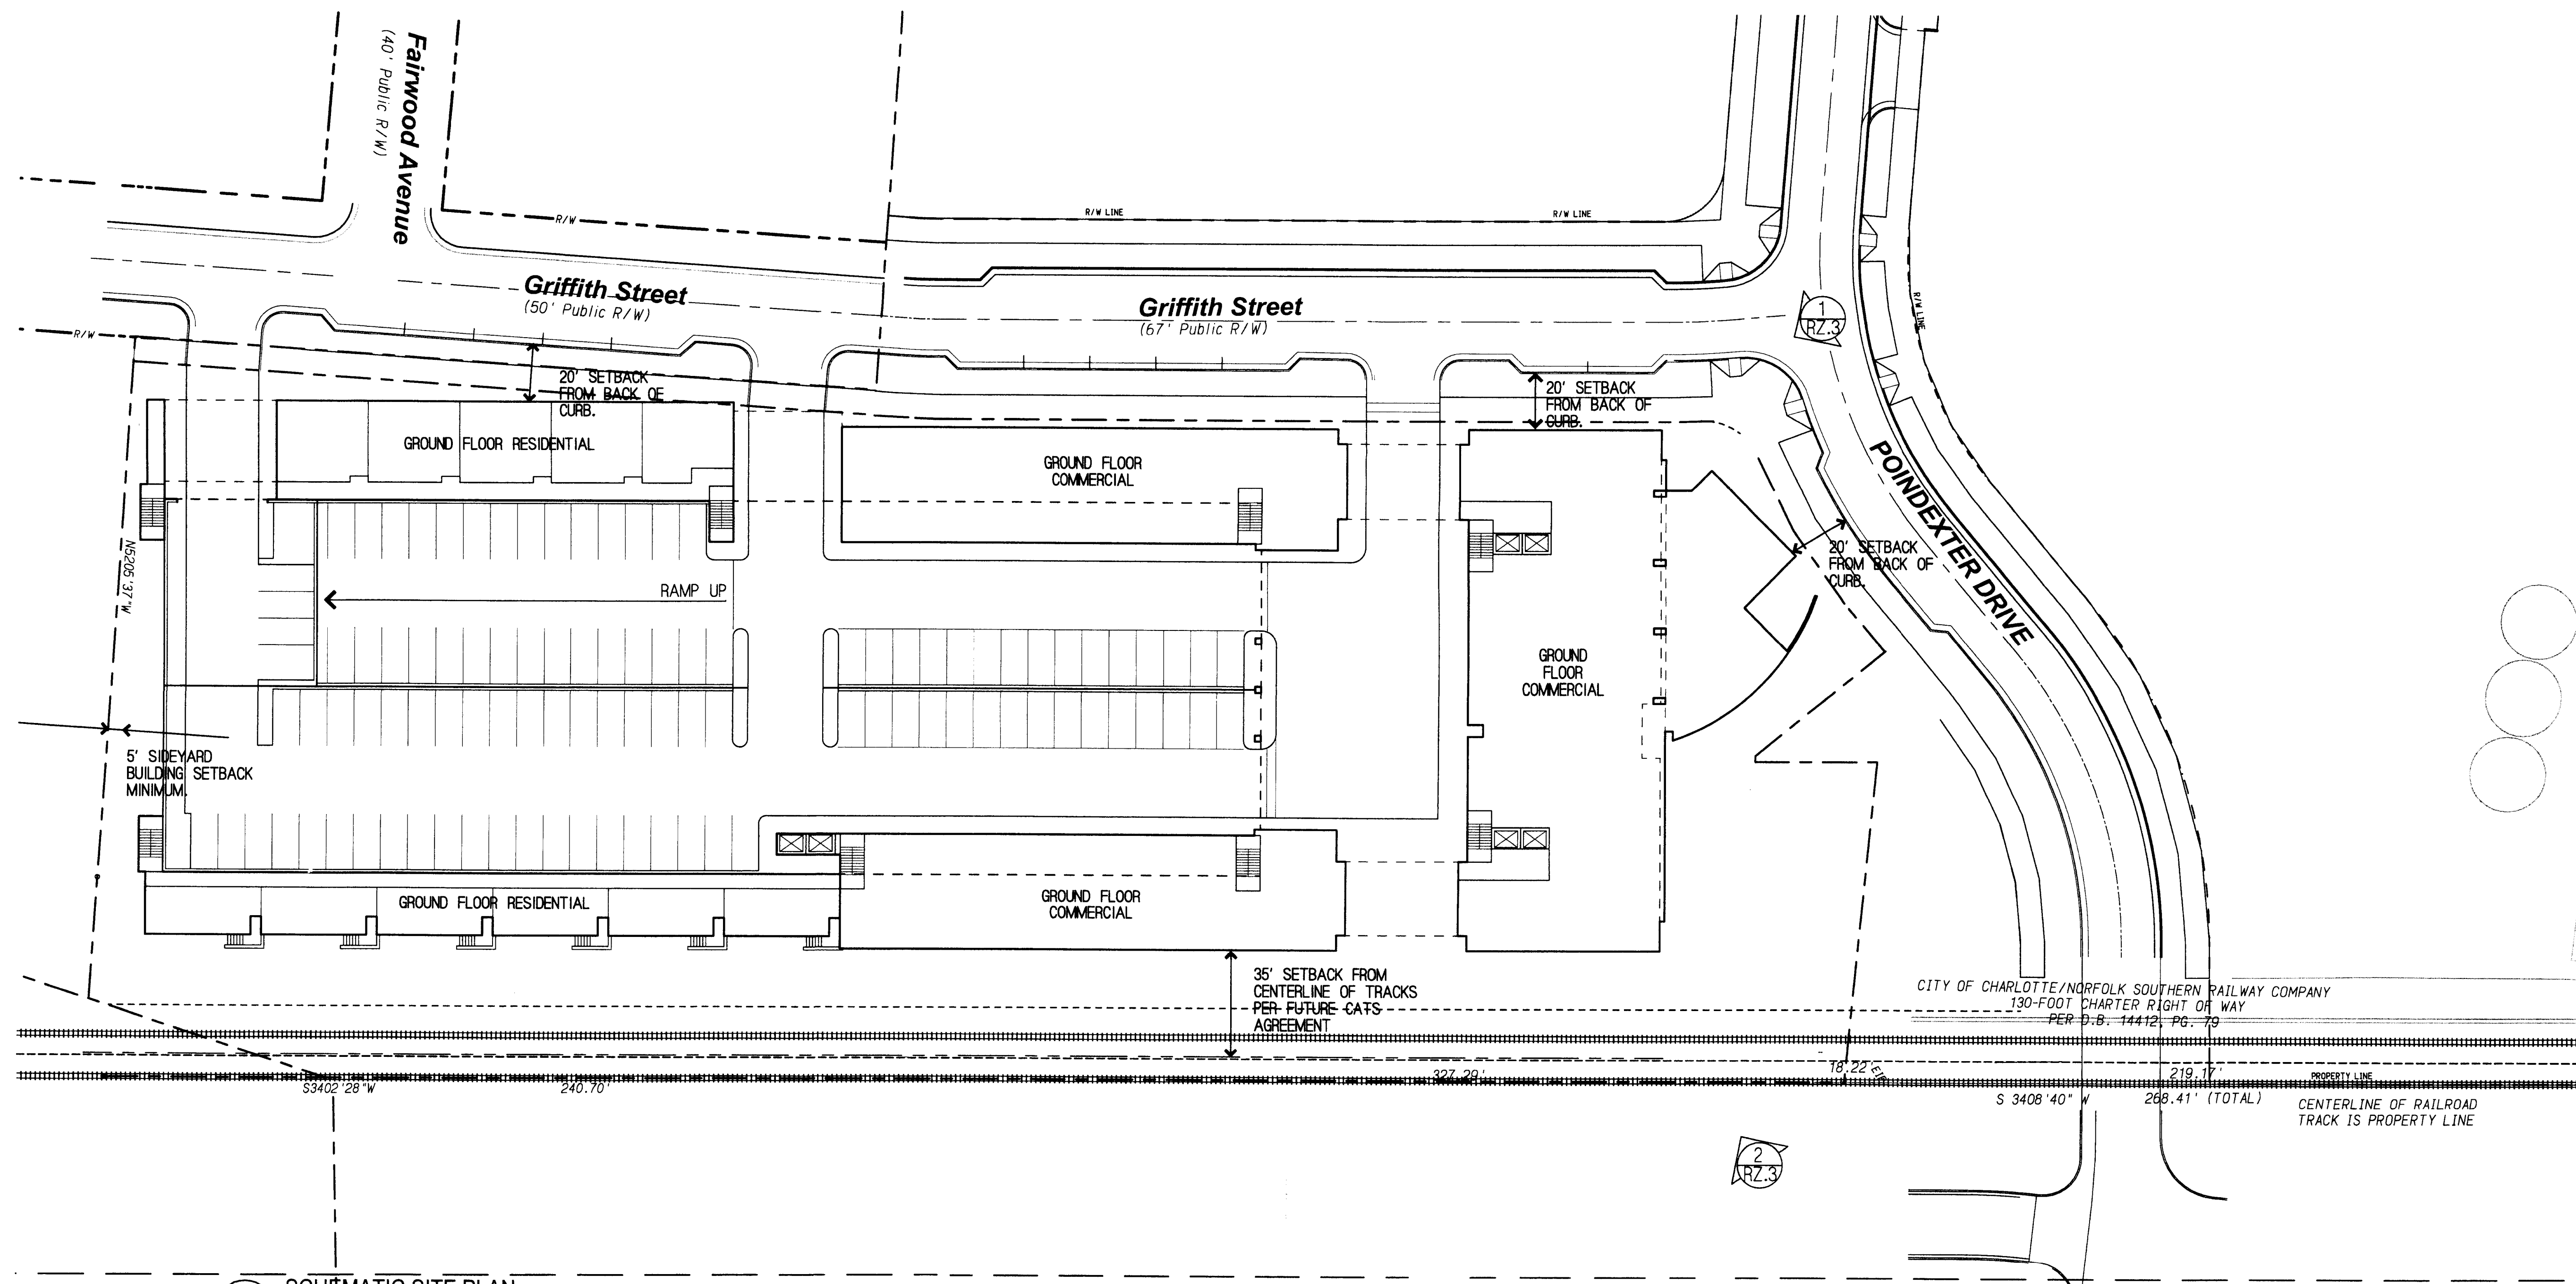 Fairwood Avenue
(40' Public R/W)
R/W
R/W LINE
R/W LINE
Griffith Street
(50' Public R/W)
Griffith Street
(67' Public R/W)
1
RZ.3
R/W LINE
R/W
20' SETBACK
FROM BACK OF
CURB.
20' SETBACK
FROM BACK OF
CURB.
GROUND FLOOR RESIDENTIAL
GROUND FLOOR
COMMERCIAL
POINDEXTER DRIVE
20' SETBACK
FROM BACK OF
CURB.
N5205'37"W
RAMP UP
GROUND
FLOOR
COMMERCIAL
5' SIDEYARD
BUILDING SETBACK
MINIMUM.
GROUND FLOOR RESIDENTIAL
GROUND FLOOR
COMMERCIAL
35' SETBACK FROM
CENTERLINE OF TRACKS
PER FUTURE CATS
AGREEMENT
CITY OF CHARLOTTE/NORFOLK SOUTHERN RAILWAY COMPANY
130-FOOT CHARTER RIGHT OF WAY
PER D.B. 14412, PG. 79
S3402'28"W
240.70'
327.29'
18.22'
EIP
219.17'
PROPERTY LINE
S 3408'40" W
268.41' (TOTAL)
CENTERLINE OF RAILROAD
TRACK IS PROPERTY LINE
2
RZ.3
SCHEMATIC SITE PLAN